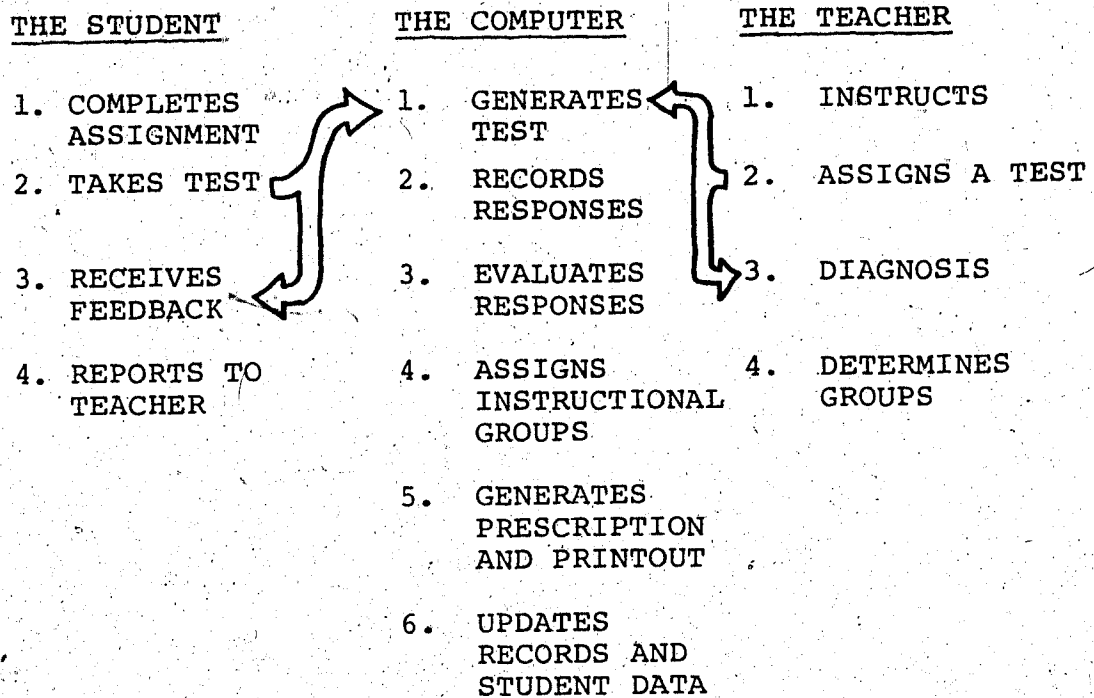 THE STUDENT
1. COMPLETES
ASSIGNMENT
2. TAKES TEST
3. RECEIVES
FEEDBACK
4. REPORTS TO
TEACHER
THE COMPUTER
1. GENERATES
TEST
2. RECORDS
RESPONSES
3. EVALUATES
RESPONSES
4. ASSIGNS
INSTRUCTIONAL
GROUPS
5. GENERATES
PRESCRIPTION
AND PRINTOUT
6. UPDATES
RECORDS AND
STUDENT DATA
THE TEACHER
1. INSTRUCTS
2. ASSIGNS A TEST
3. DIAGNOSIS
4. DETERMINES
GROUPS